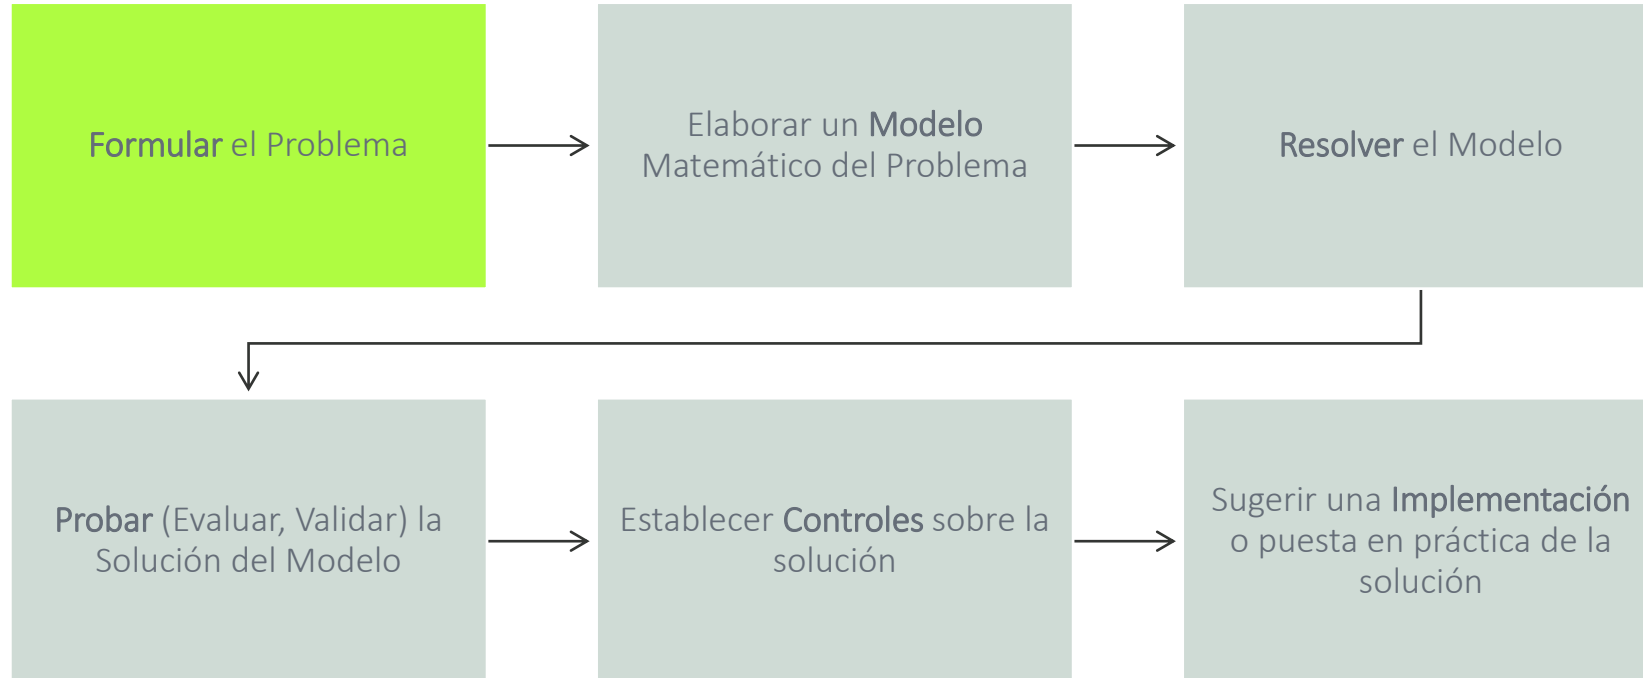 Formular el Problema
Elaborar un Modelo
Matemático del Problema
Resolver el Modelo
Probar (Evaluar, Validar) la
Solución del Modelo
Establecer Controles sobre la
solución
Sugerir una Implementación
o puesta en práctica de la
solución